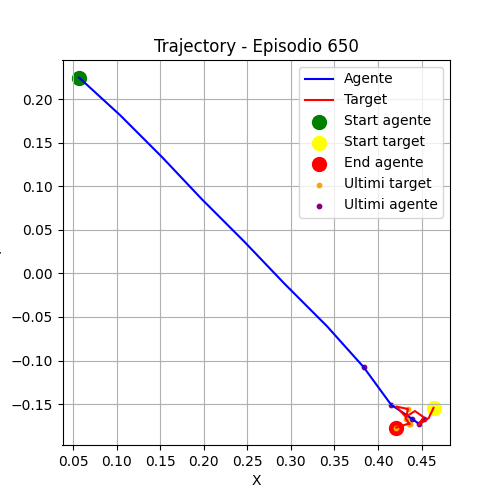 Trajectory - Episodio 650
Agente
Target
Start agente
Start target
End agente
Ultimi target
Ultimi agente
0.20
0.15
0.10
0.05
0.00
−0.05
−0.10
−0.15
0.05 0.10 0.15 0.20 0.25 0.30 0.35 0.40 0.45
X